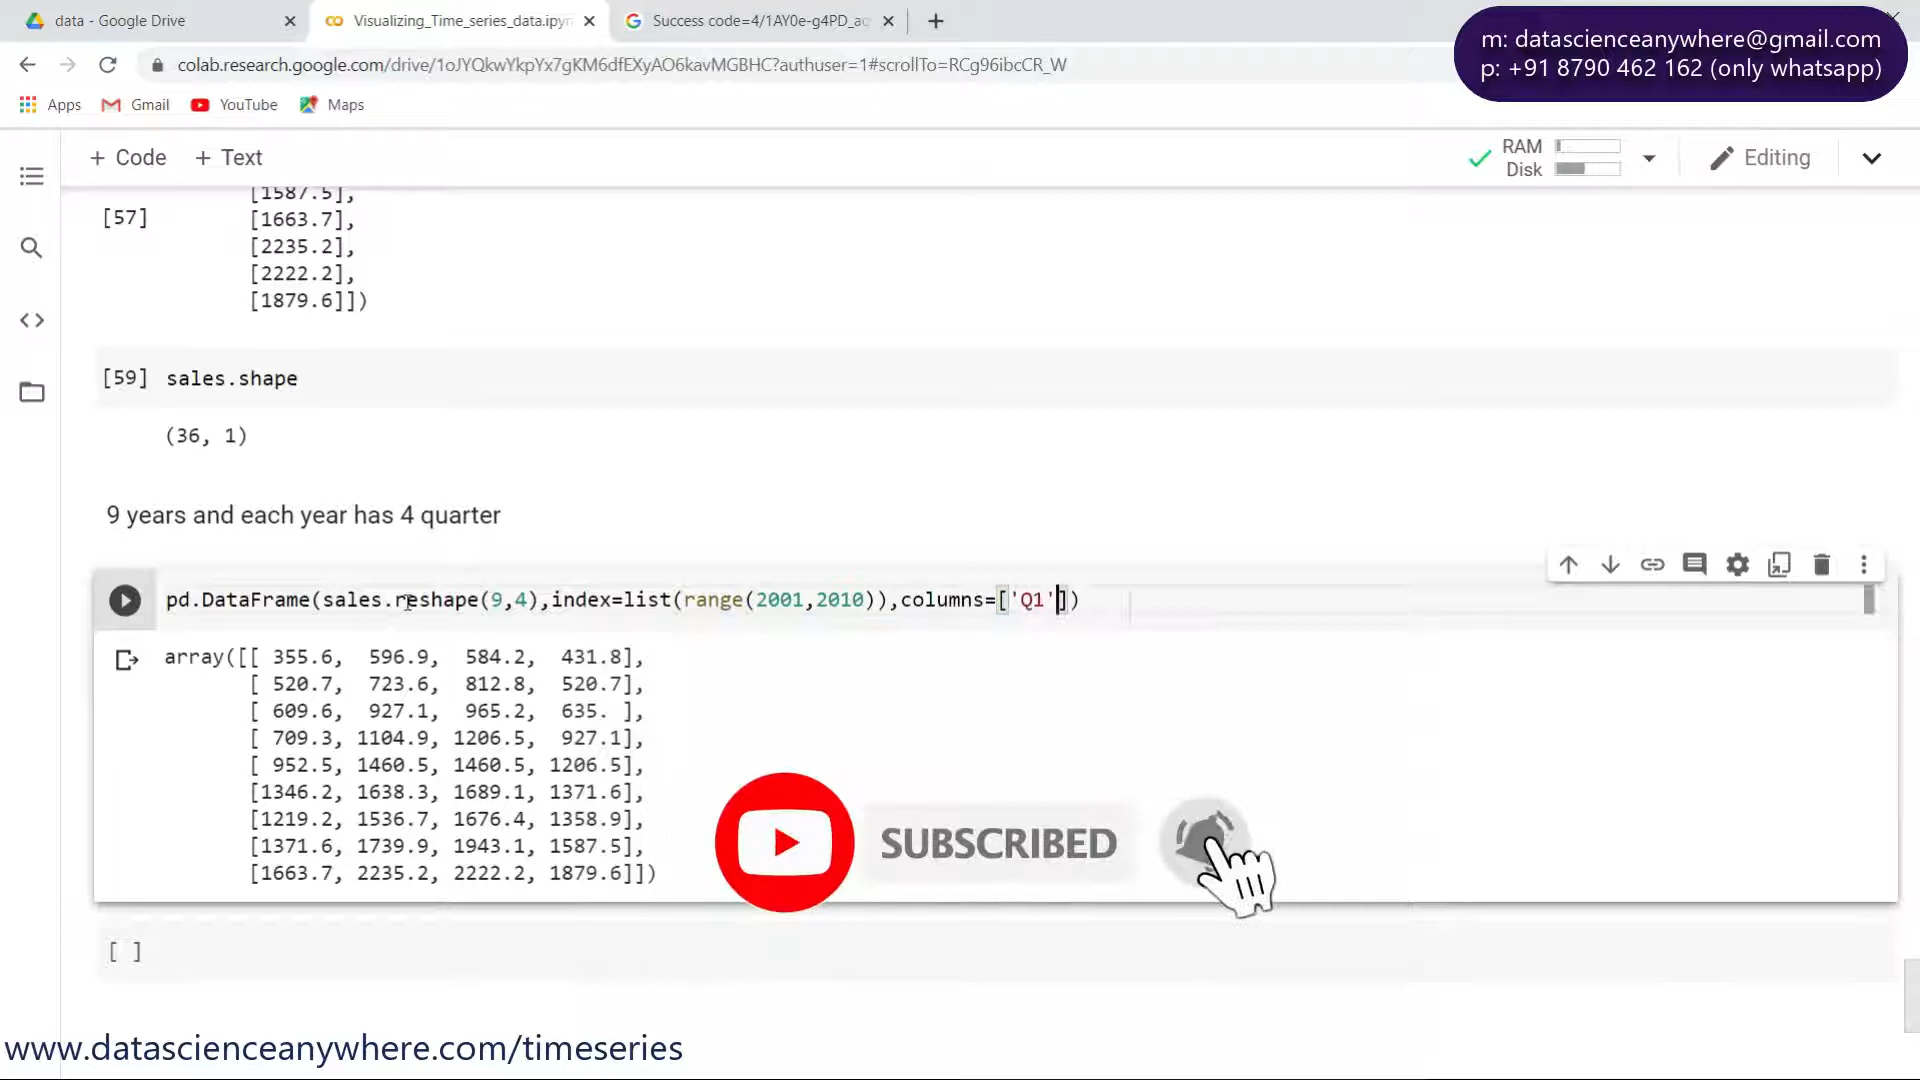 data - Google Drive
Visualizing_Time_series_data.ipyn
Success code=4/1AY0e-g4PD_aq
m: datascienceanywhere@gmail.com
p: +91 8790 462 162 (only whatsapp)
colab.research.google.com/drive/1oJYQkwYkpYx7gKM6dfEXyAO6kavMGBHC?authuser=1#scrollTo=RCg96ibcCR_W
Apps Gmail YouTube Maps
+ Code + Text
RAM
Disk
Editing
[1587.5],
[57] [1663.7],
[2235.2],
[2222.2],
[1879.6]])
[59] sales.shape
(36, 1)
9 years and each year has 4 quarter
pd.DataFrame(sales.reshape(9,4),index=list(range(2001,2010)),columns=['Q1'])
array([[ 355.6,  596.9,  584.2,  431.8],
[ 520.7,  723.6,  812.8,  520.7],
[ 609.6,  927.1,  965.2,  635. ],
[ 709.3, 1104.9, 1206.5,  927.1],
[ 952.5, 1460.5, 1460.5, 1206.5],
[1346.2, 1638.3, 1689.1, 1371.6],
[1219.2, 1536.7, 1676.4, 1358.9],
[1371.6, 1739.9, 1943.1, 1587.5],
[1663.7, 2235.2, 2222.2, 1879.6]])
SUBSCRIBED
[ ]
www.datascienceanywhere.com/timeseries